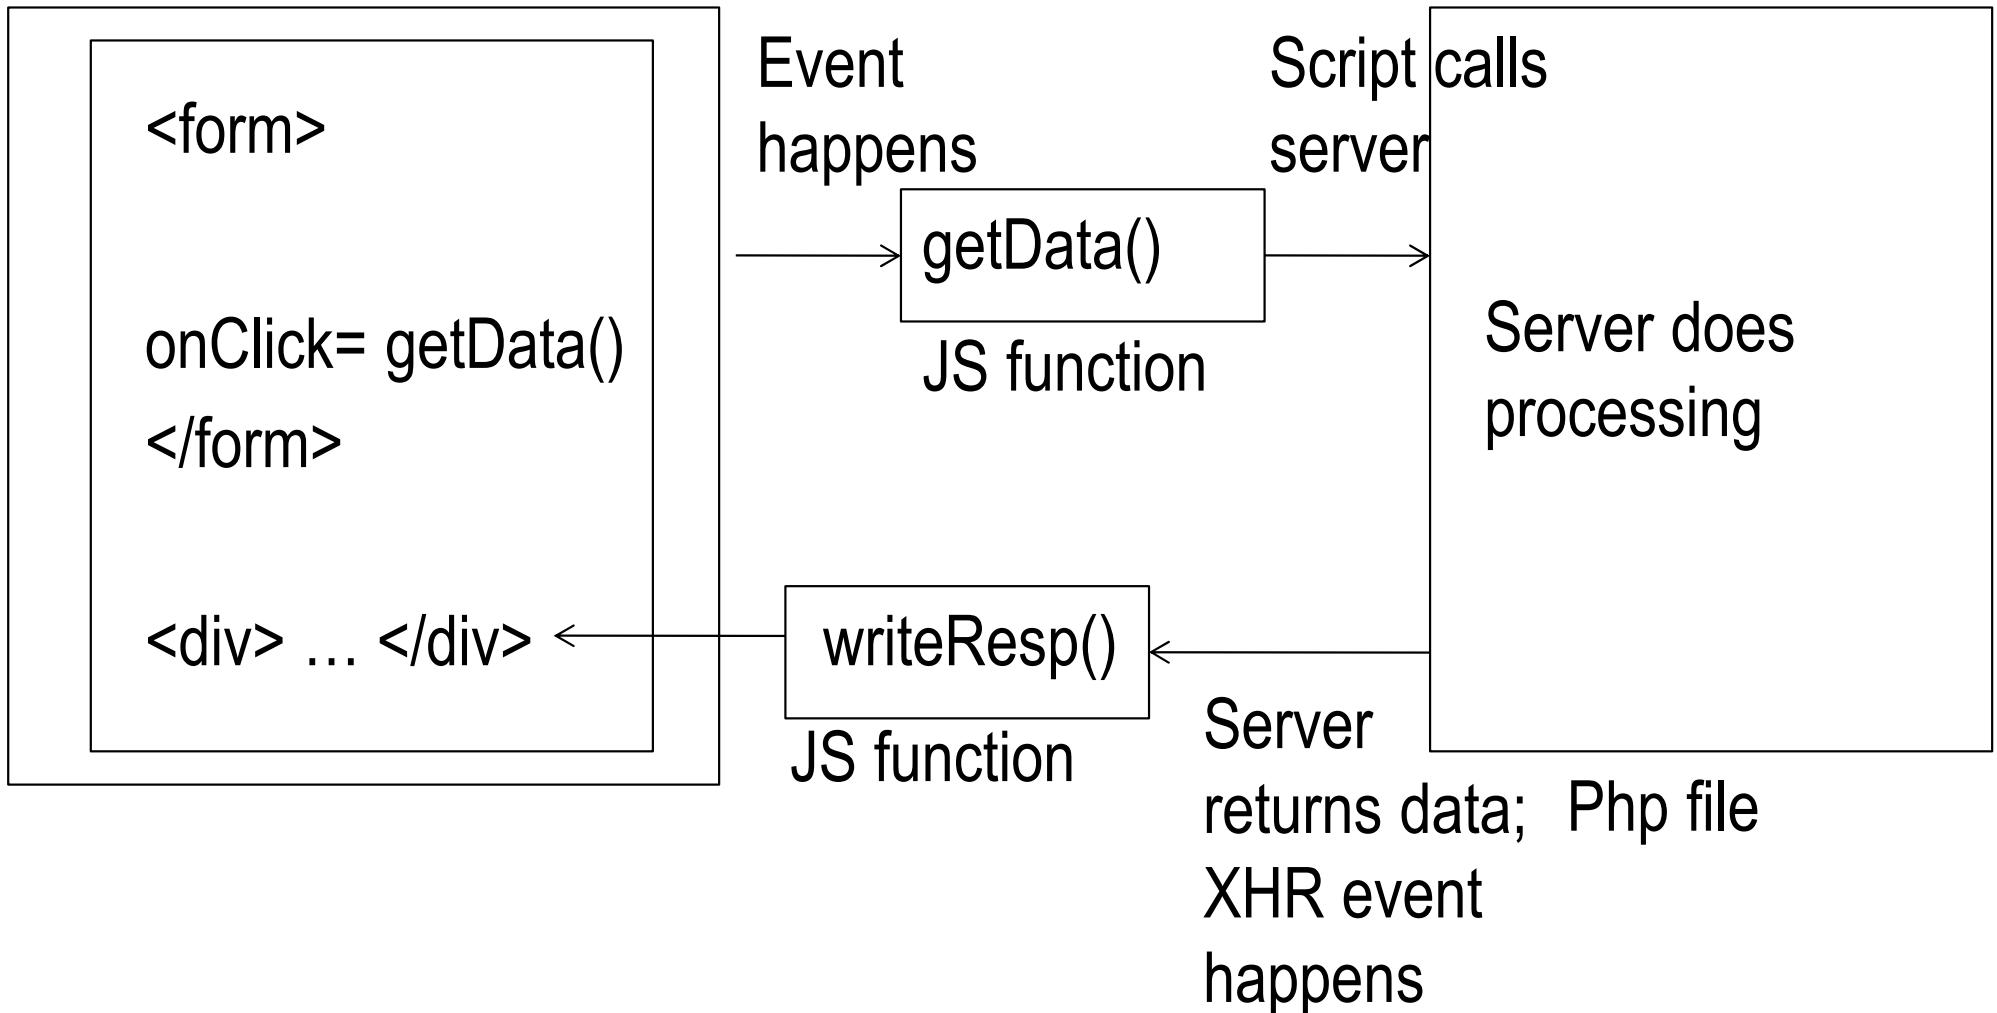 <form>
onClick= getData()
</form>
<div> … </div>
Event
happens
getData()
JS function
Script calls
server
Server does
processing
writeResp()
JS function
Server
returns data;
XHR event
happens
Php file